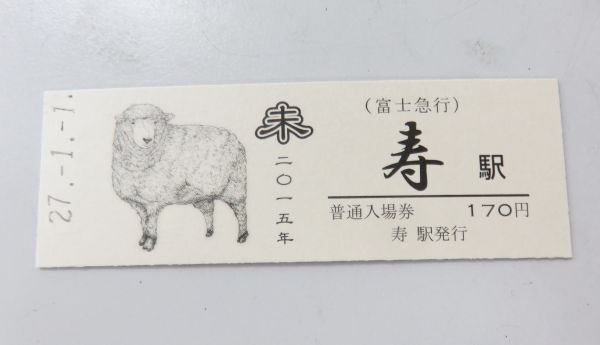 27.-1.-1.
未
二〇一五年
(富士急行)
寿 駅
普通入場券 170円
寿 駅発行